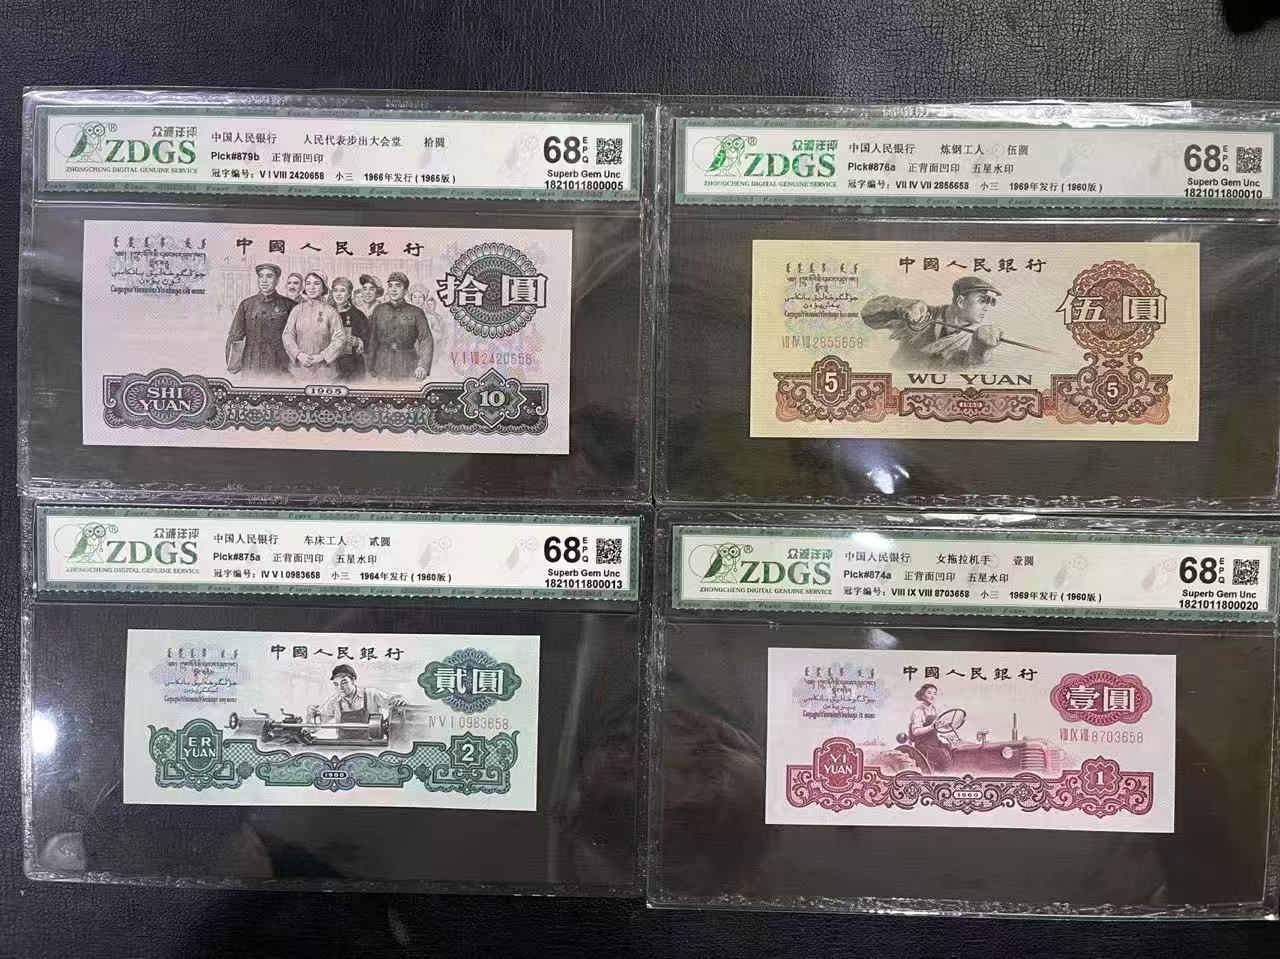 众诚洋评
ZDGS
ZHONGCHENG DIGITAL GENUINE SERVICE
中国人民银行 人民代表步出大会堂 拾圆
Pick#879b 正背面凹印
冠字编号: V I VIII 2420658 小三 1966年发行(1965版)
68 EPQ
Superb Gem Unc
1821011800005
中國人民銀行
拾圓
V I VIII 2420658
1965
SHI YUAN
10
众诚洋评
ZDGS
ZHONGCHENG DIGITAL GENUINE SERVICE
中国人民银行 炼钢工人 伍圆
Pick#876a 正背面凹印 五星水印
冠字编号: VII IV VII 2855658 小三 1969年发行(1960版)
68 EPQ
Superb Gem Unc
1821011800010
中國人民銀行
伍圓
VII IV VII 2855658
WU YUAN
5
5
众诚洋评
ZDGS
ZHONGCHENG DIGITAL GENUINE SERVICE
中国人民银行 车床工人 贰圆
Pick#875a 正背面凹印 五星水印
冠字编号: IV V I 0983658 小三 1964年发行(1960版)
68 EPQ
Superb Gem Unc
1821011800013
中國人民銀行
貳圓
IV V I 0983658
ER YUAN
1960
2
众诚洋评
ZDGS
ZHONGCHENG DIGITAL GENUINE SERVICE
中国人民银行 女拖拉机手 壹圆
Pick#874a 正背面凹印 五星水印
冠字编号: VIII IX VIII 8703658 小三 1969年发行(1960版)
68 EPQ
Superb Gem Unc
1821011800020
中國人民銀行
壹圓
VIII IX VIII 8703658
YI YUAN
1960
1